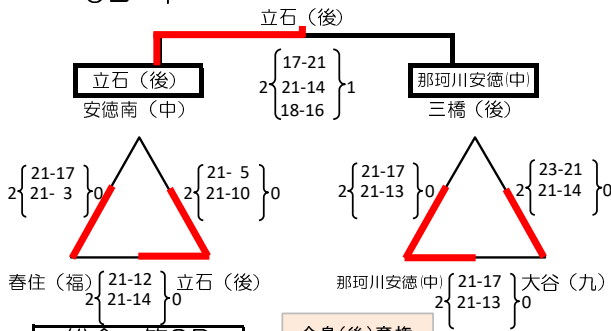 立石（後）
17-21
2 21-14 1
18-16
立石（後） 那珂川安徳(中)
安徳南（中） 三橋（後）
21-17
2 21- 3 0
21- 5
2 21-10 0
21-17
2 21-13 0
23-21
2 21-14 0
春住（福） 立石（後） 那珂川安徳(中) 大谷（九）
21-12
2 21-14 0
21-17
2 21-13 0